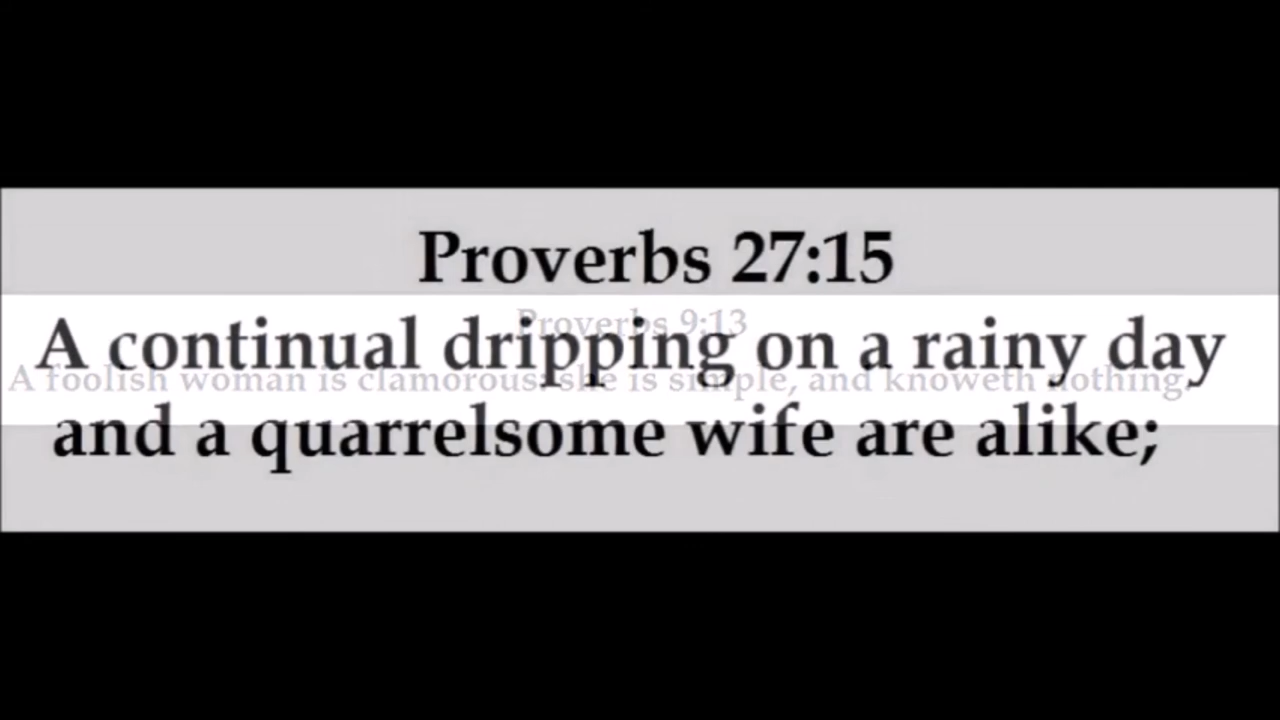 Proverbs 27:15
Proverbs 9:13
A continual dripping on a rainy day
A foolish woman is clamorous: she is simple, and knoweth nothing.
and a quarrelsome wife are alike;